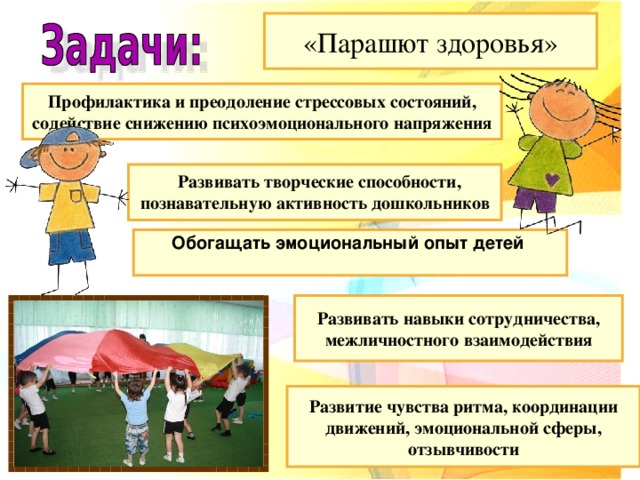 Задачи:
«Парашют здоровья»
Профилактика и преодоление стрессовых состояний,
содействие снижению психоэмоционального напряжения
Развивать творческие способности,
познавательную активность дошкольников
Обогащать эмоциональный опыт детей
Развивать навыки сотрудничества,
межличностного взаимодействия
Развитие чувства ритма, координации
движений, эмоциональной сферы,
отзывчивости